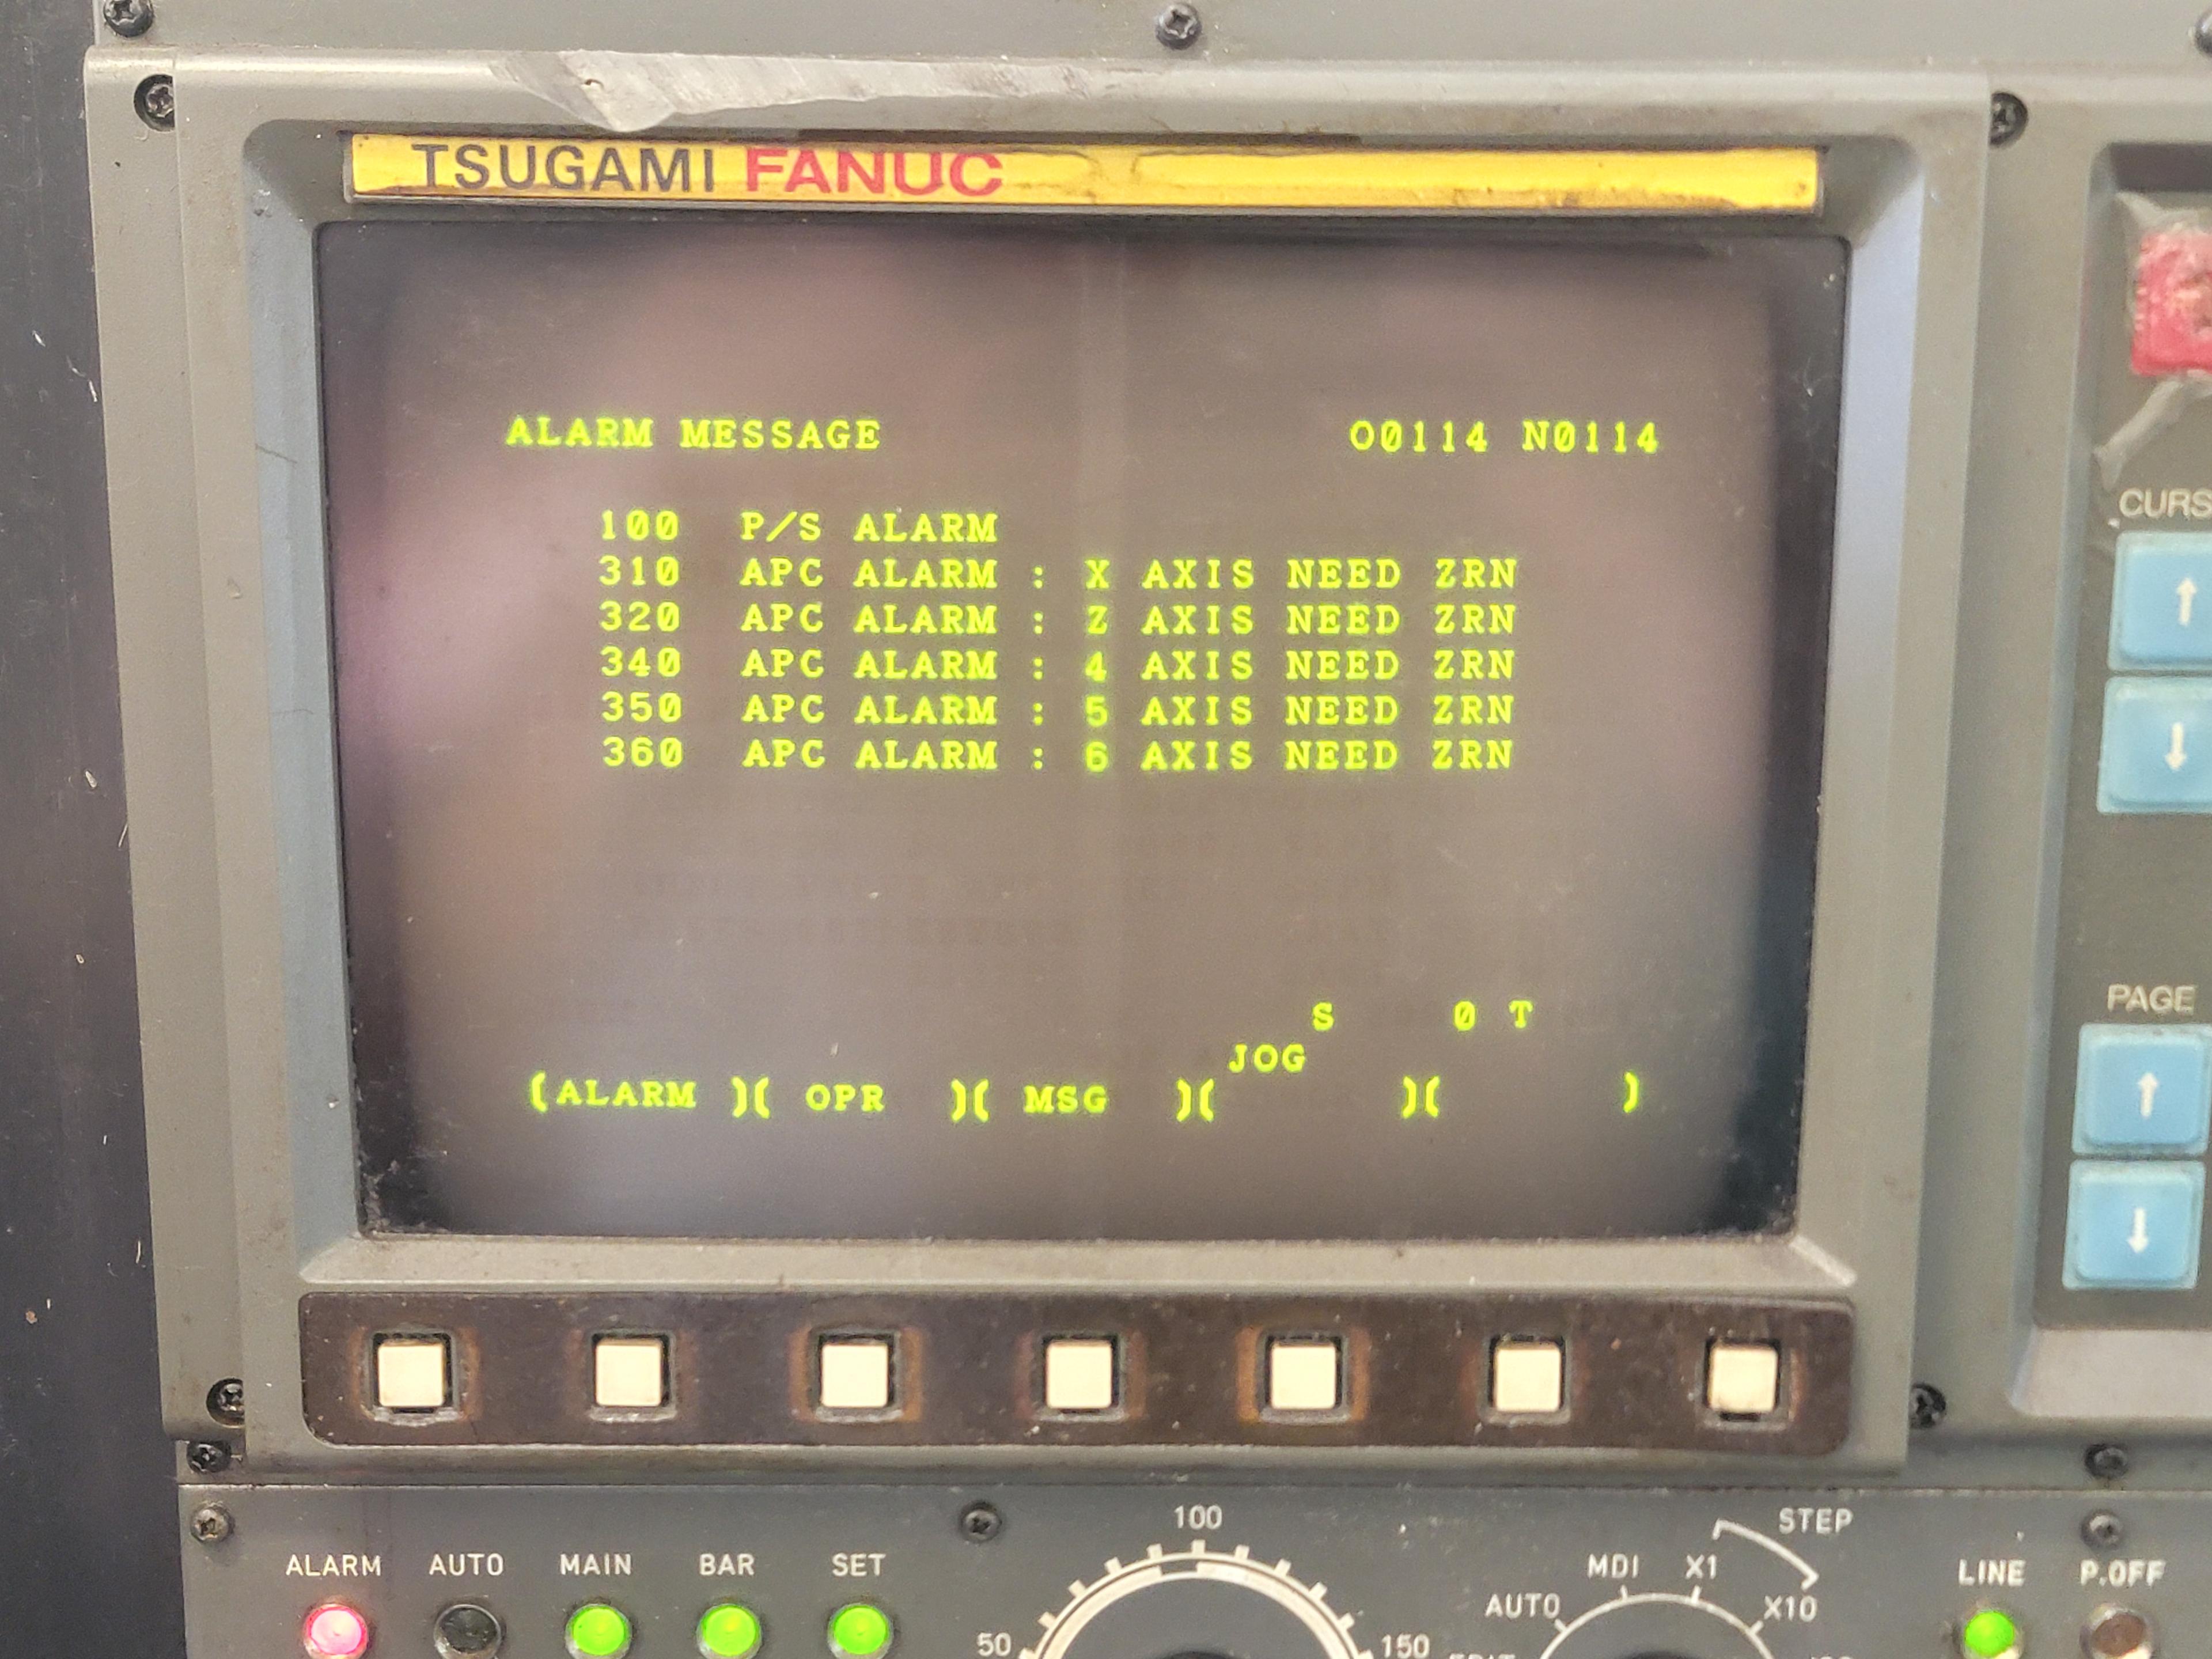 TSUGAMI FANUC
ALARM MESSAGE O0114 N0114
100 P/S ALARM
310 APC ALARM : X AXIS NEED ZRN
320 APC ALARM : Z AXIS NEED ZRN
340 APC ALARM : 4 AXIS NEED ZRN
350 APC ALARM : 5 AXIS NEED ZRN
360 APC ALARM : 6 AXIS NEED ZRN
S 0 T
JOG
(ALARM )( OPR )( MSG )( )( )
CURS
↑
↓
PAGE
↑
↓
ALARM AUTO MAIN BAR SET
50 100 150
AUTO MDI X1 X10
STEP
LINE P.OFF